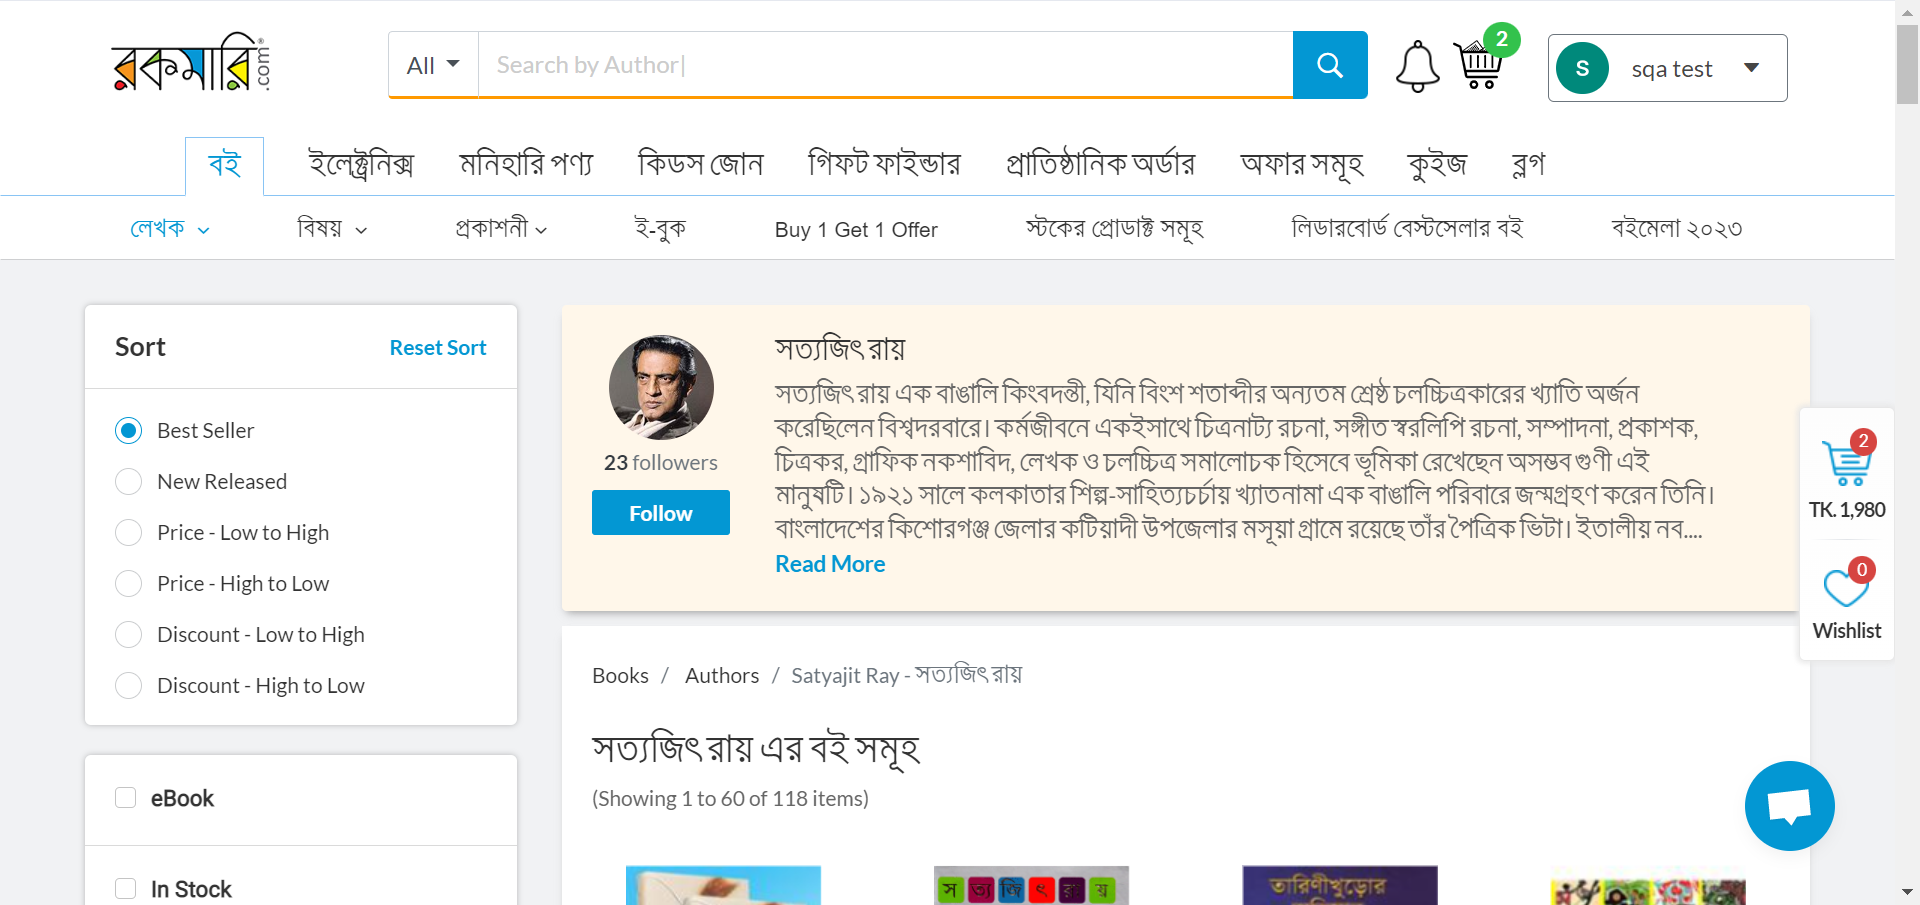 রকমারি.com
All
Search by Author
2
S
sqa test
বই
ইলেক্ট্রনিক্স
মনিহারি পণ্য
কিডস জোন
গিফট ফাইন্ডার
প্রাতিষ্ঠানিক অর্ডার
অফার সমূহ
কুইজ
ব্লগ
লেখক
বিষয়
প্রকাশনী
ই-বুক
Buy 1 Get 1 Offer
স্টকের প্রোডাক্ট সমূহ
লিডারবোর্ড বেস্টসেলার বই
বইমেলা ২০২৩
Sort
Reset Sort
Best Seller
New Released
Price - Low to High
Price - High to Low
Discount - Low to High
Discount - High to Low
eBook
In Stock
23 followers
Follow
সত্যজিৎ রায়
সত্যজিৎ রায় এক বাঙালি কিংবদন্তী, যিনি বিংশ শতাব্দীর অন্যতম শ্রেষ্ঠ চলচ্চিত্রকারের খ্যাতি অর্জন
করেছিলেন বিশ্বদরবারে। কর্মজীবনে একইসাথে চিত্রনাট্য রচনা, সঙ্গীত স্বরলিপি রচনা, সম্পাদনা, প্রকাশক,
চিত্রকর, গ্রাফিক নকশাবিদ, লেখক ও চলচ্চিত্র সমালোচক হিসেবে ভূমিকা রেখেছেন অসম্ভব গুণী এই
মানুষটি। ১৯২১ সালে কলকাতার শিল্প-সাহিত্যচর্চায় খ্যাতনামা এক বাঙালি পরিবারে জন্মগ্রহণ করেন তিনি।
বাংলাদেশের কিশোরগঞ্জ জেলার কটিয়াদী উপজেলার মসূয়া গ্রামে রয়েছে তাঁর পৈত্রিক ভিটা। ইতালীয় নব....
Read More
2
TK. 1,980
0
Wishlist
Books / Authors / Satyajit Ray - সত্যজিৎ রায়
সত্যজিৎ রায় এর বই সমূহ
(Showing 1 to 60 of 118 items)
সত্যজিৎ রায়
তারিণীখুড়োর